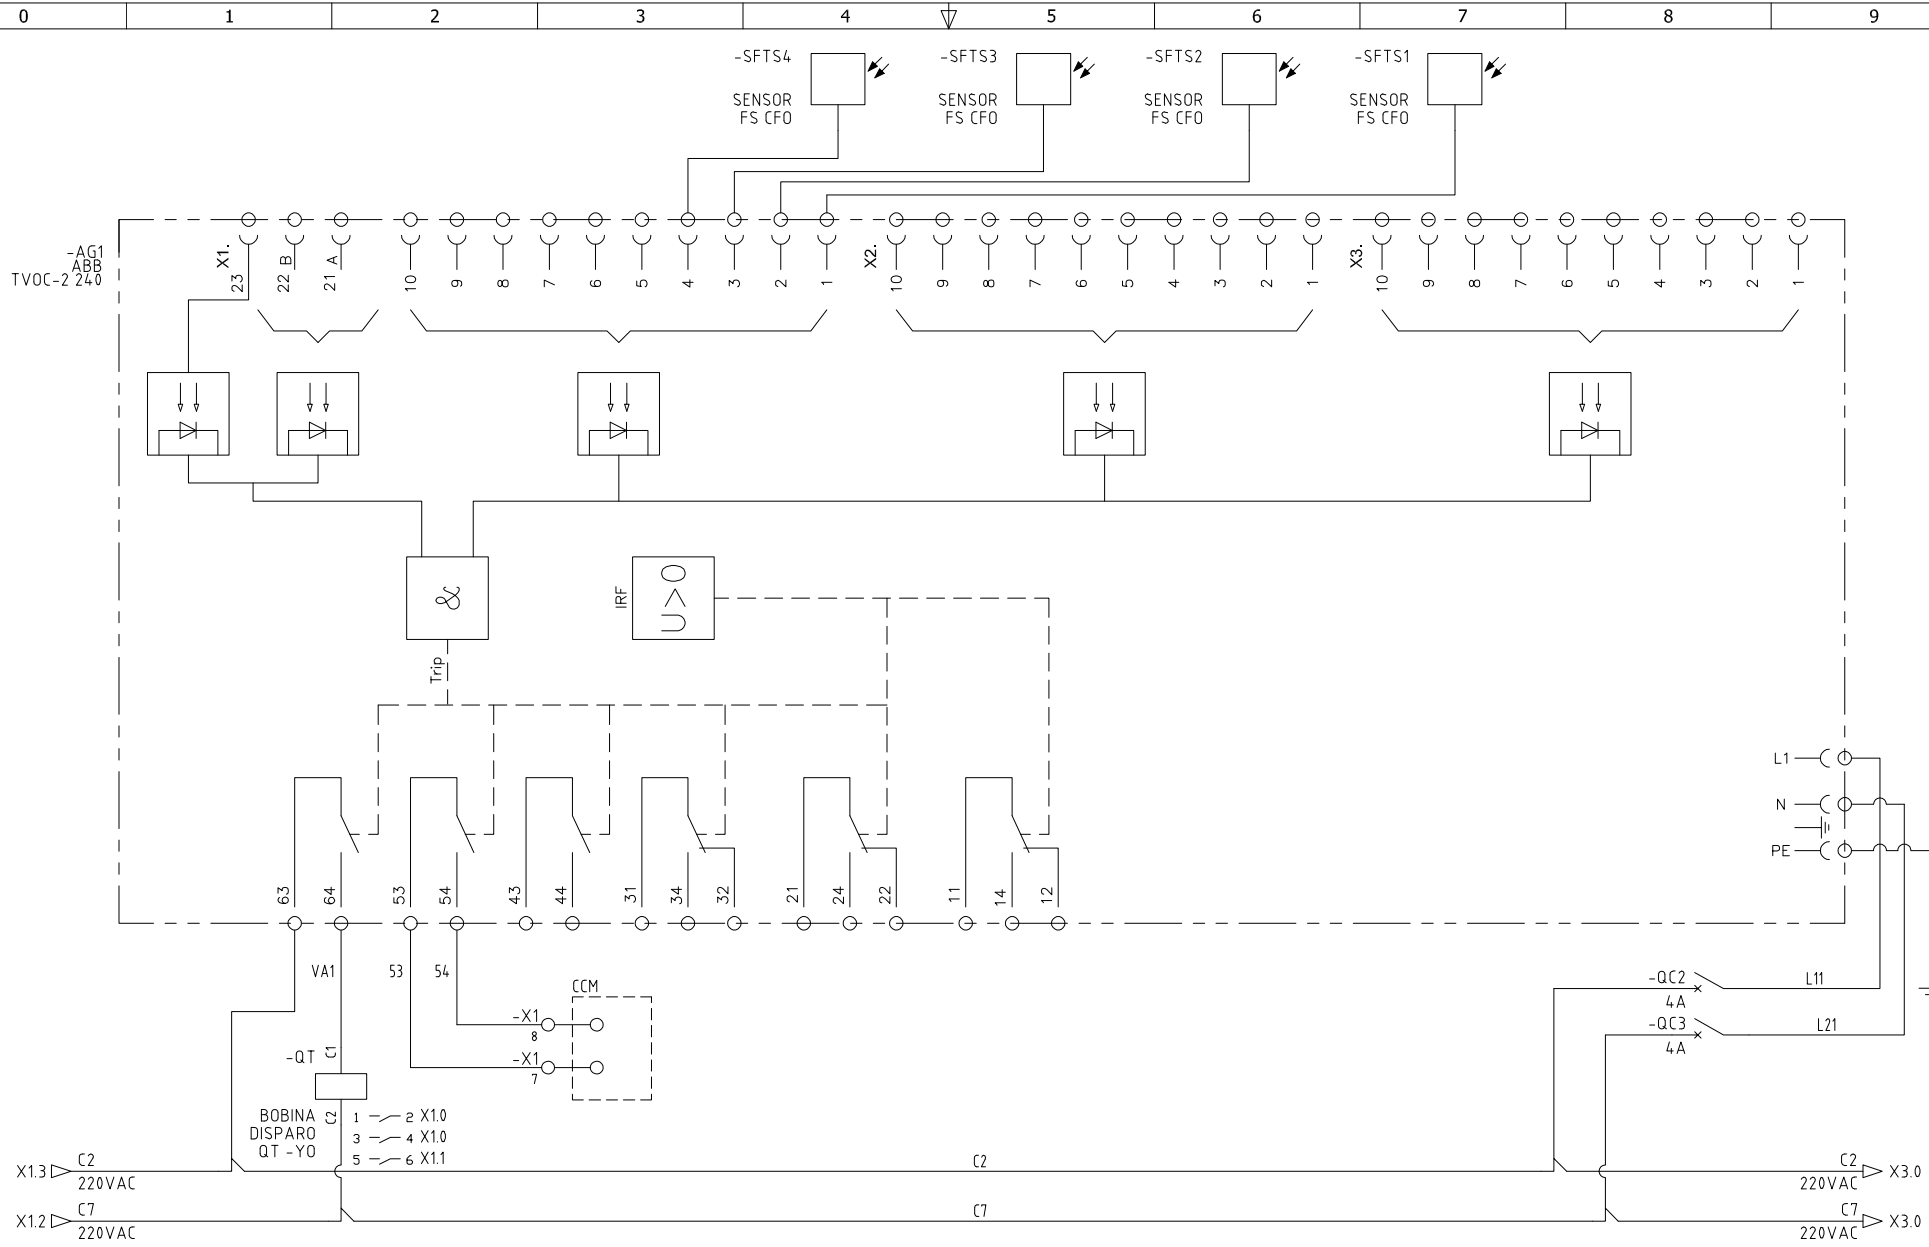 0 1 2 3 4 5 6 7 8 9
-SFTS4 -SFTS3 -SFTS2 -SFTS1
SENSOR SENSOR SENSOR SENSOR
FS CFO FS CFO FS CFO FS CFO
-AG1
ABB
TVOC-2 240
X1. X2. X3.
23 22 B 21 A 10 9 8 7 6 5 4 3 2 1 10 9 8 7 6 5 4 3 2 1 10 9 8 7 6 5 4 3 2 1
& IRF U>0
Trip
L1
N
PE
63 64 53 54 43 44 31 34 32 21 24 22 11 14 12
VA1 53 54
CCM
-QC2 L11
4A
-X1
8
-QC3 L21
4A
-QT C1
-X1
7
BOBINA C2 1 2 X1.0
DISPARO 3 4 X1.0
QT -YO 5 6 X1.1
X1.3 C2 C2 C2 X3.0
220VAC 220VAC
X1.2 C7 C7 C7 X3.0
220VAC 220VAC